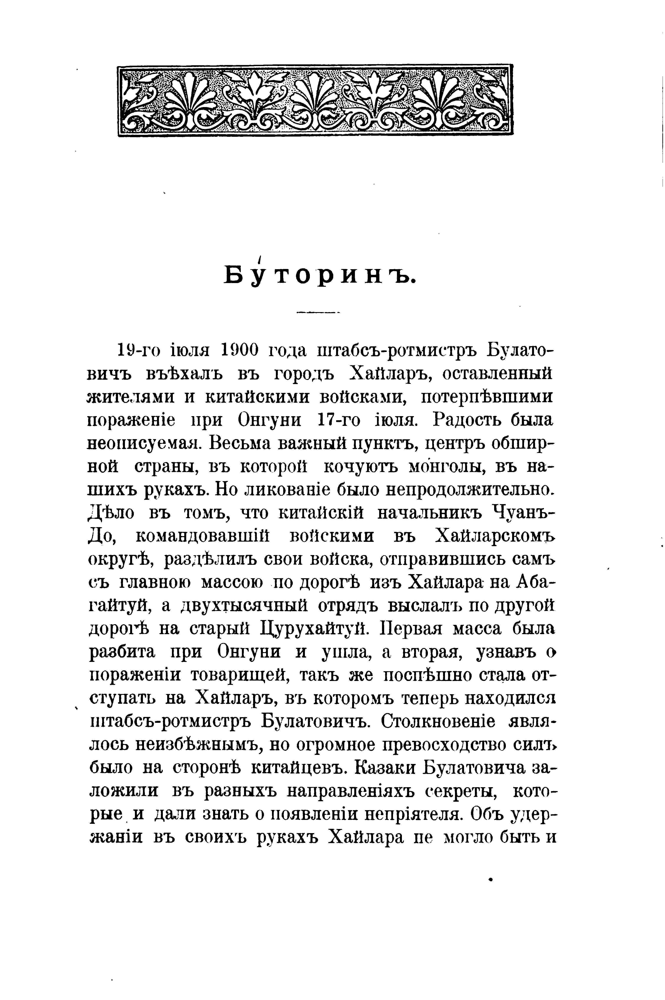 Бу́торинъ.
19-го іюля 1900 года штабсъ-ротмистръ Булато-
вичъ въѣхалъ въ городъ Хайларъ, оставленный
жителями и китайскими войсками, потерпѣвшими
пораженіе при Онгуни 17-го іюля. Радость была
неописуемая. Весьма важный пунктъ, центръ обшир-
ной страны, въ которой кочуютъ мо́нголы, въ на-
шихъ рукахъ. Но ликованіе было непродолжительно.
Дѣло въ томъ, что китайскій начальникъ Чуанъ-
До, командовавшій войскими въ Хайларскомъ
округѣ, раздѣлилъ свои войска, отправившись самъ
съ главною массою по дорогѣ изъ Хайлара на Аба-
гайтуй, а двухтысячный отрядъ выслалъ по другой
дорогѣ на старый Цурухайтуй. Первая масса была
разбита при Онгуни и ушла, а вторая, узнавъ о
пораженіи товарищей, такъ же поспѣшно стала от-
ступать на Хайларъ, въ которомъ теперь находился
штабсъ-ротмистръ Булатовичъ. Столкновеніе явля-
лось неизбѣжнымъ, но огромное превосходство силъ
было на сторонѣ китайцевъ. Казаки Булатовича за-
ложили въ разныхъ направленіяхъ секреты, кото-
рые и дали знать о появленіи непріятеля. Объ удер-
жаніи въ своихъ рукахъ Хайлара не могло быть и